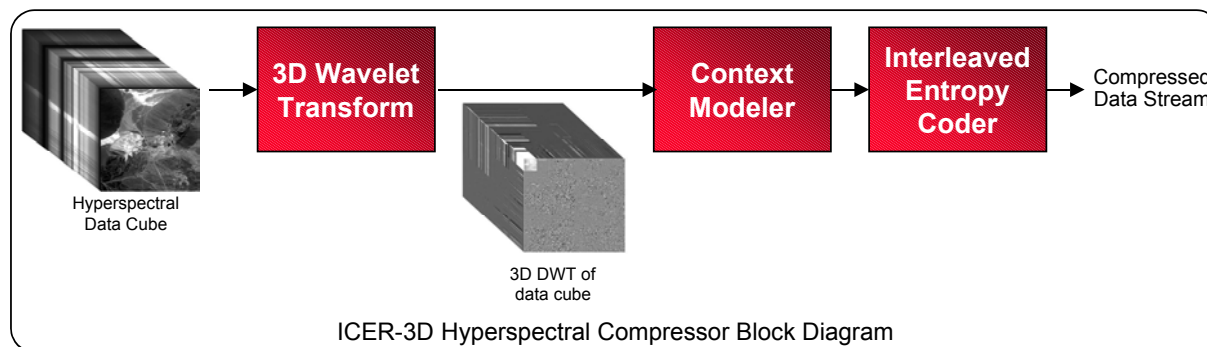 3D Wavelet
Transform
Context
Modeler
Interleaved
Entropy
Coder
Compressed
Data Stream
Hyperspectral
Data Cube
3D DWT of
data cube
ICER-3D Hyperspectral Compressor Block Diagram